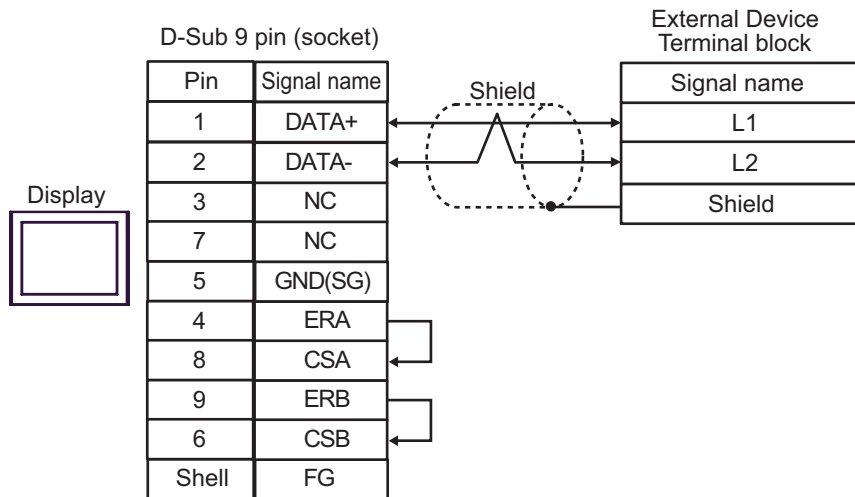 D-Sub 9 pin (socket)
External Device
Terminal block
Pin Signal name
Shield
Signal name
1 DATA+
L1
2 DATA-
L2
Display
3 NC
Shield
7 NC
5 GND(SG)
4 ERA
8 CSA
9 ERB
6 CSB
Shell FG